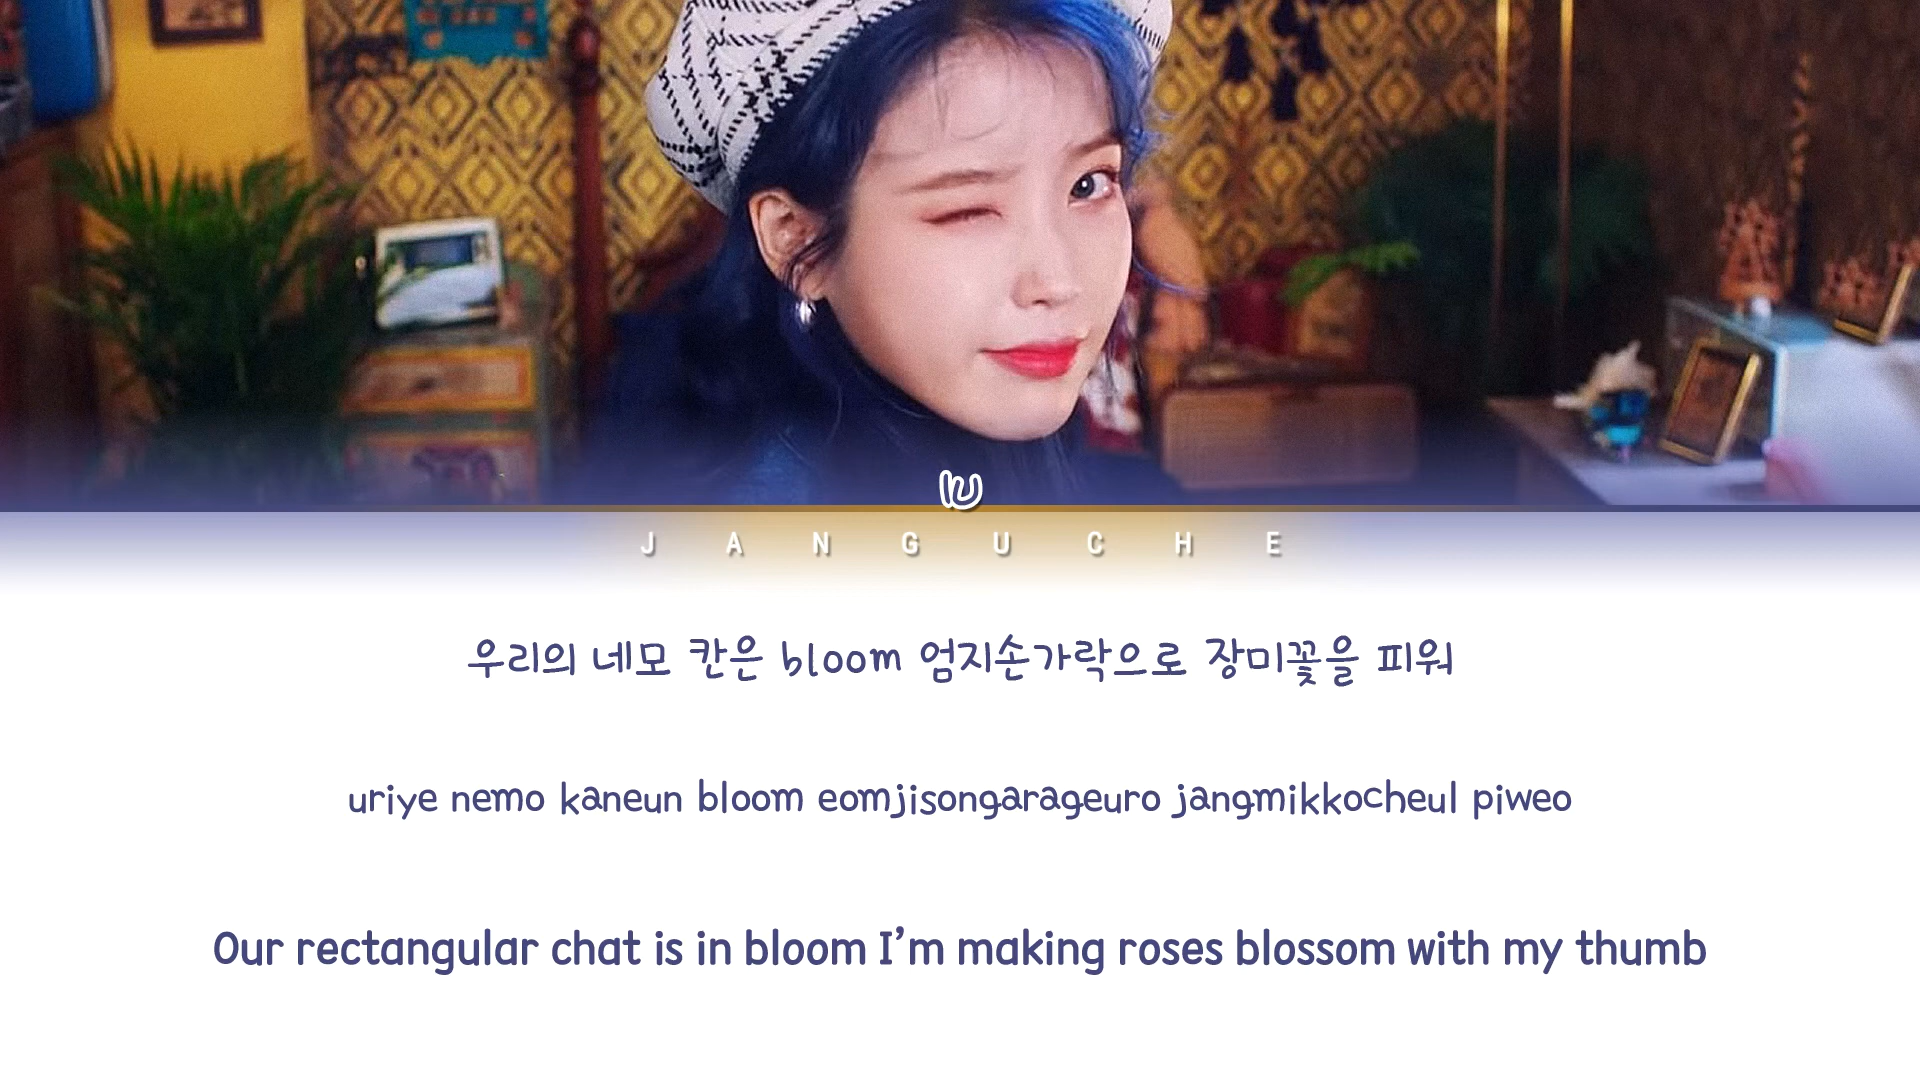 IU
JANGUCHE
우리의 네모 칸은 bloom 엄지손가락으로 장미꽃을 피워
uriye nemo kaneun bloom eomjisongarageuro jangmikkocheul piweo
Our rectangular chat is in bloom I’m making roses blossom with my thumb